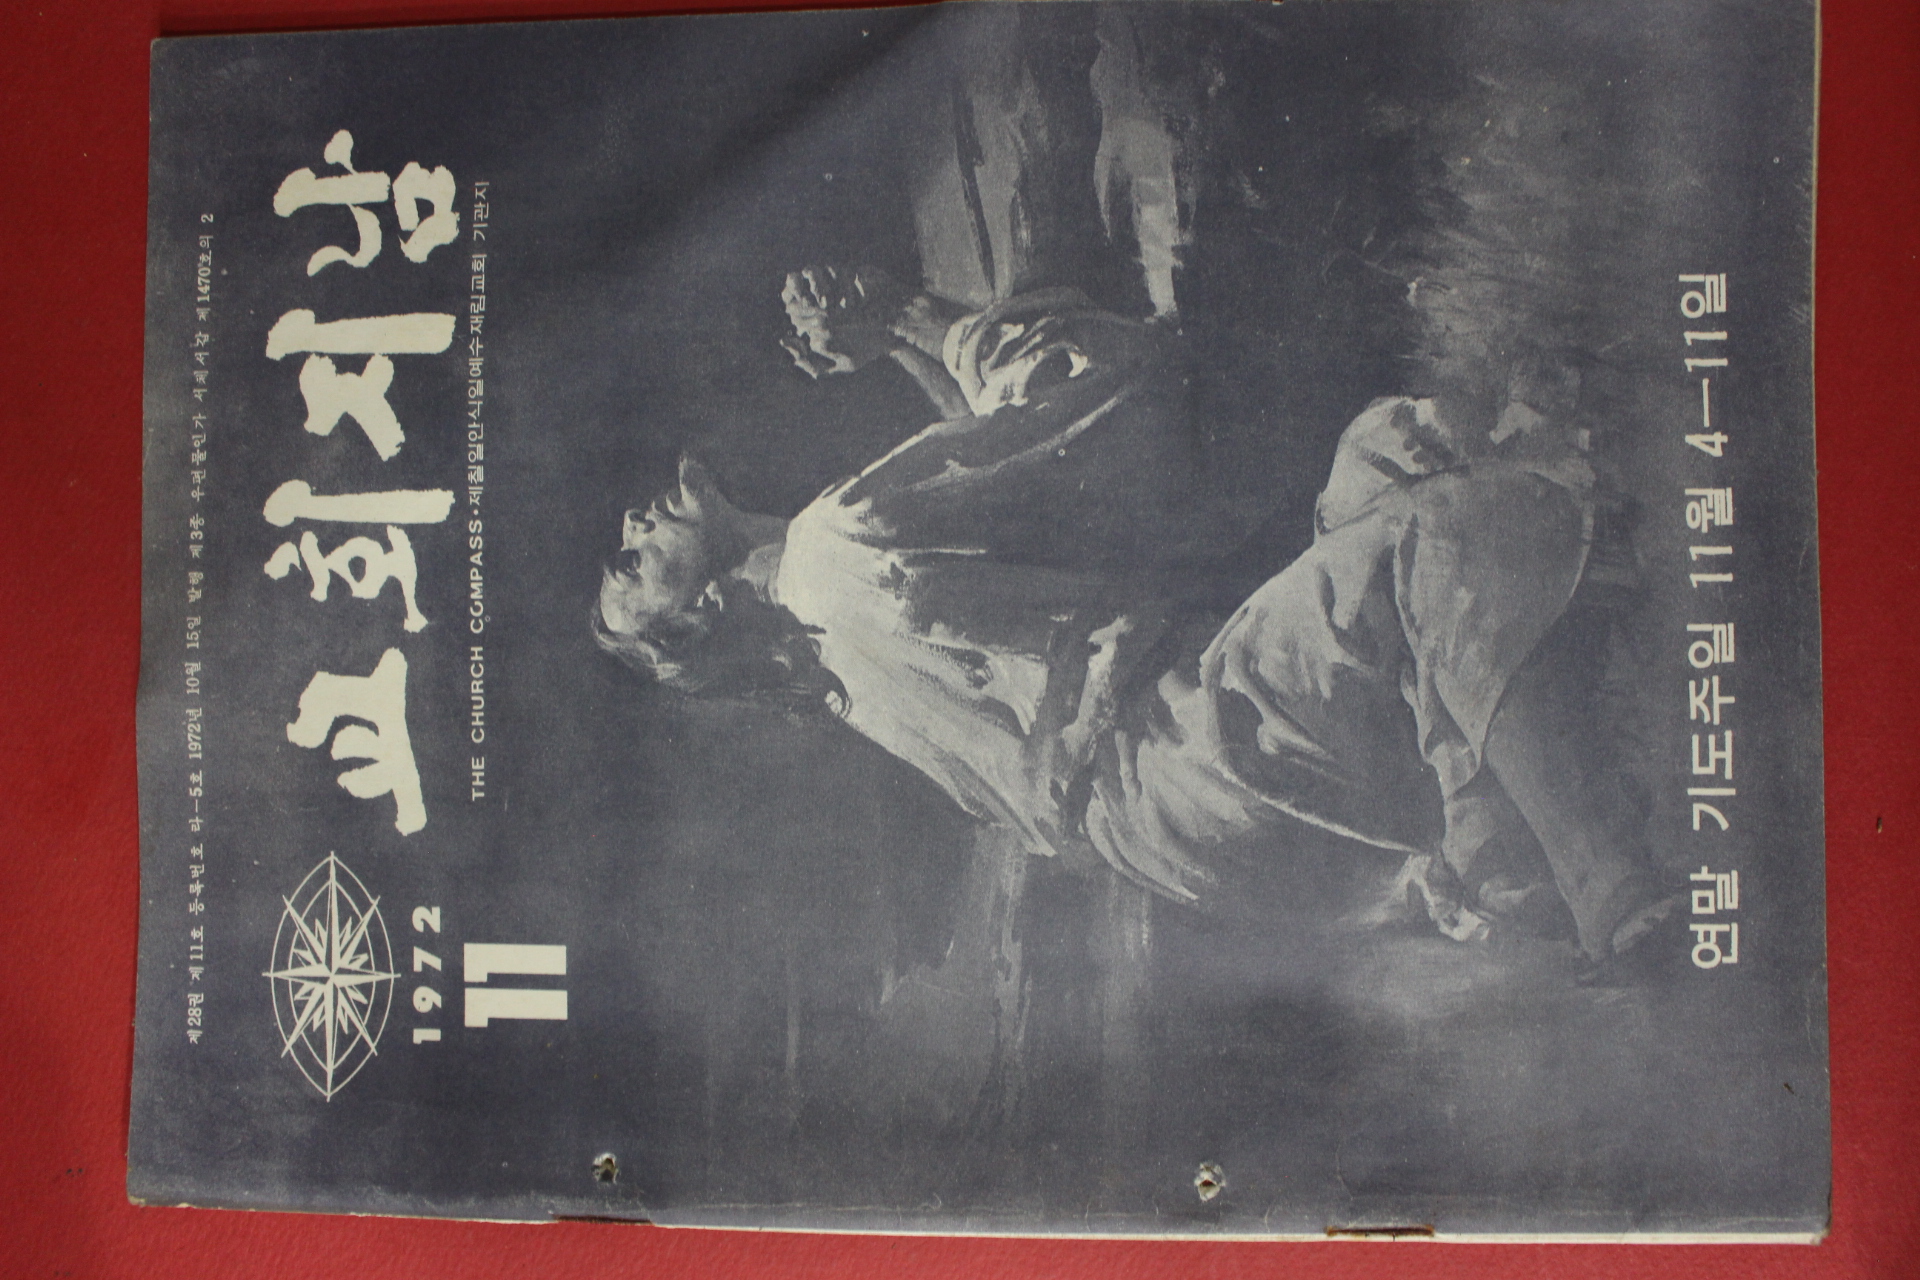 제28권 제11호 등록번호 라—5호 1972년 10월 15일 발행 제3종 우편물인가 서체서감 제1470호의 2
교회지남
1972
11
THE CHURCH COMPASS·제칠일안식일예수재림교회 기관지
연말 기도주일 11월 4—11일